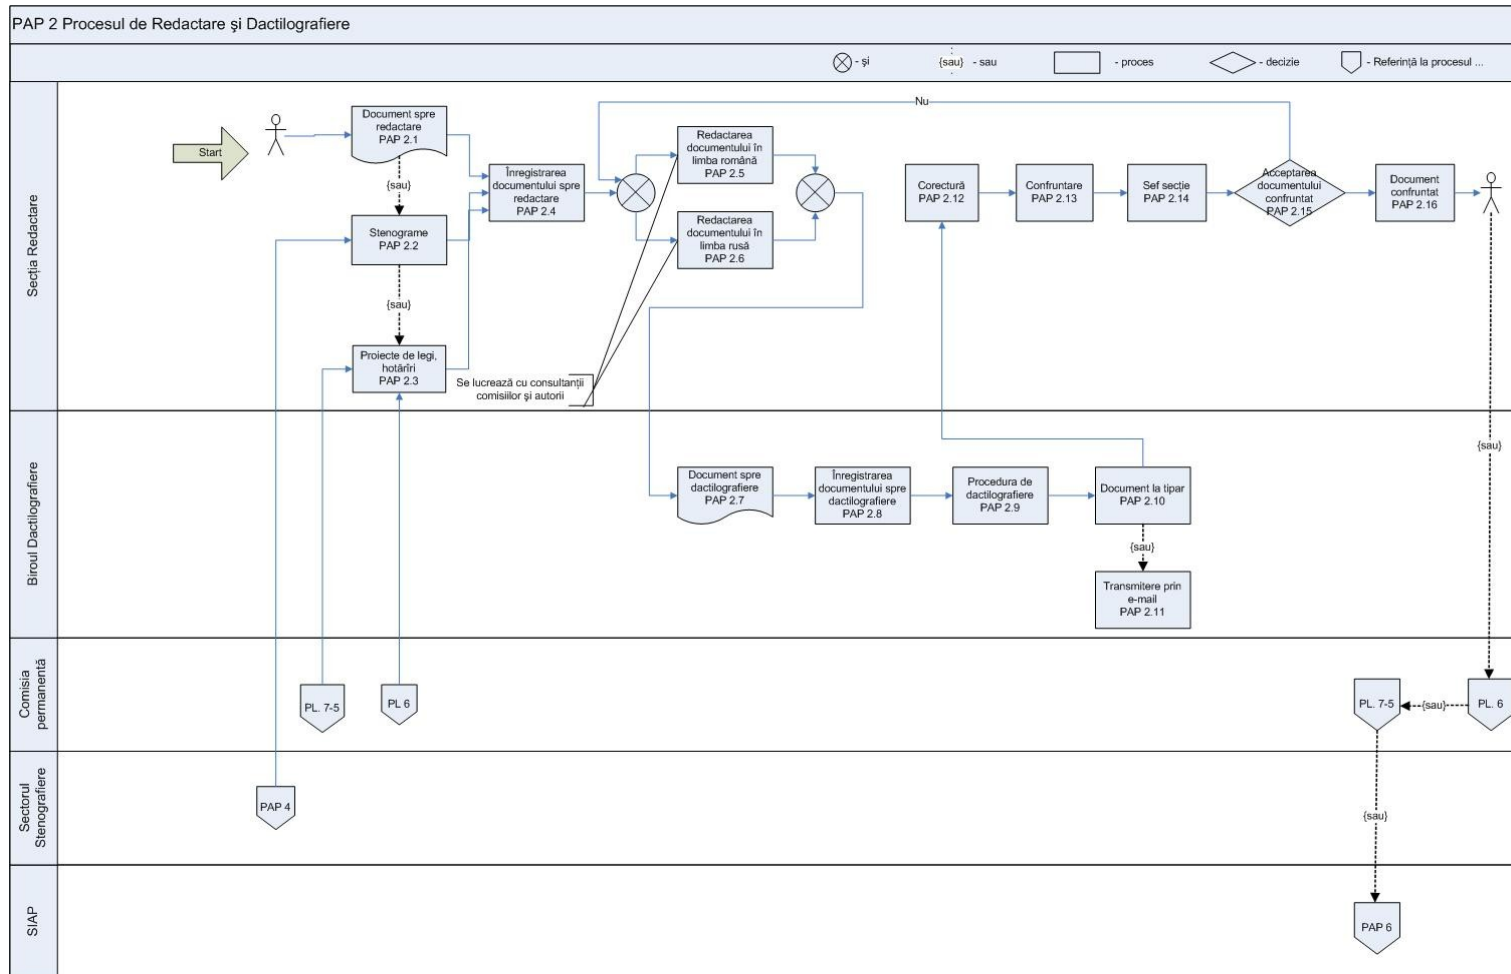 PAP 2 Procesul de Redactare şi Dactilografiere
- şi
{sau} - sau
- proces
- decizie
- Referinţă la procesul ...
Secţia Redactare
Start
Document spre
redactare
PAP 2.1
{sau}
Stenograme
PAP 2.2
{sau}
Proiecte de legi,
hotărîri
PAP 2.3
Înregistrarea
documentului spre
redactare
PAP 2.4
Redactarea
documentului în
limba română
PAP 2.5
Redactarea
documentului în
limba rusă
PAP 2.6
Se lucrează cu consultanţii
comisiilor şi autorii
Nu
Corectură
PAP 2.12
Confruntare
PAP 2.13
Sef secţie
PAP 2.14
Acceptarea
documentului
confruntat
PAP 2.15
Document
confruntat
PAP 2.16
{sau}
Biroul Dactilografiere
Document spre
dactilografiere
PAP 2.7
Înregistrarea
documentului spre
dactilografiere
PAP 2.8
Procedura de
dactilografiere
PAP 2.9
Document la tipar
PAP 2.10
{sau}
Transmitere prin
e-mail
PAP 2.11
Comisia
permanentă
PL. 7-5
PL 6
PL. 7-5
{sau}
PL. 6
Sectorul
Stenografiere
PAP 4
{sau}
SIAP
PAP 6